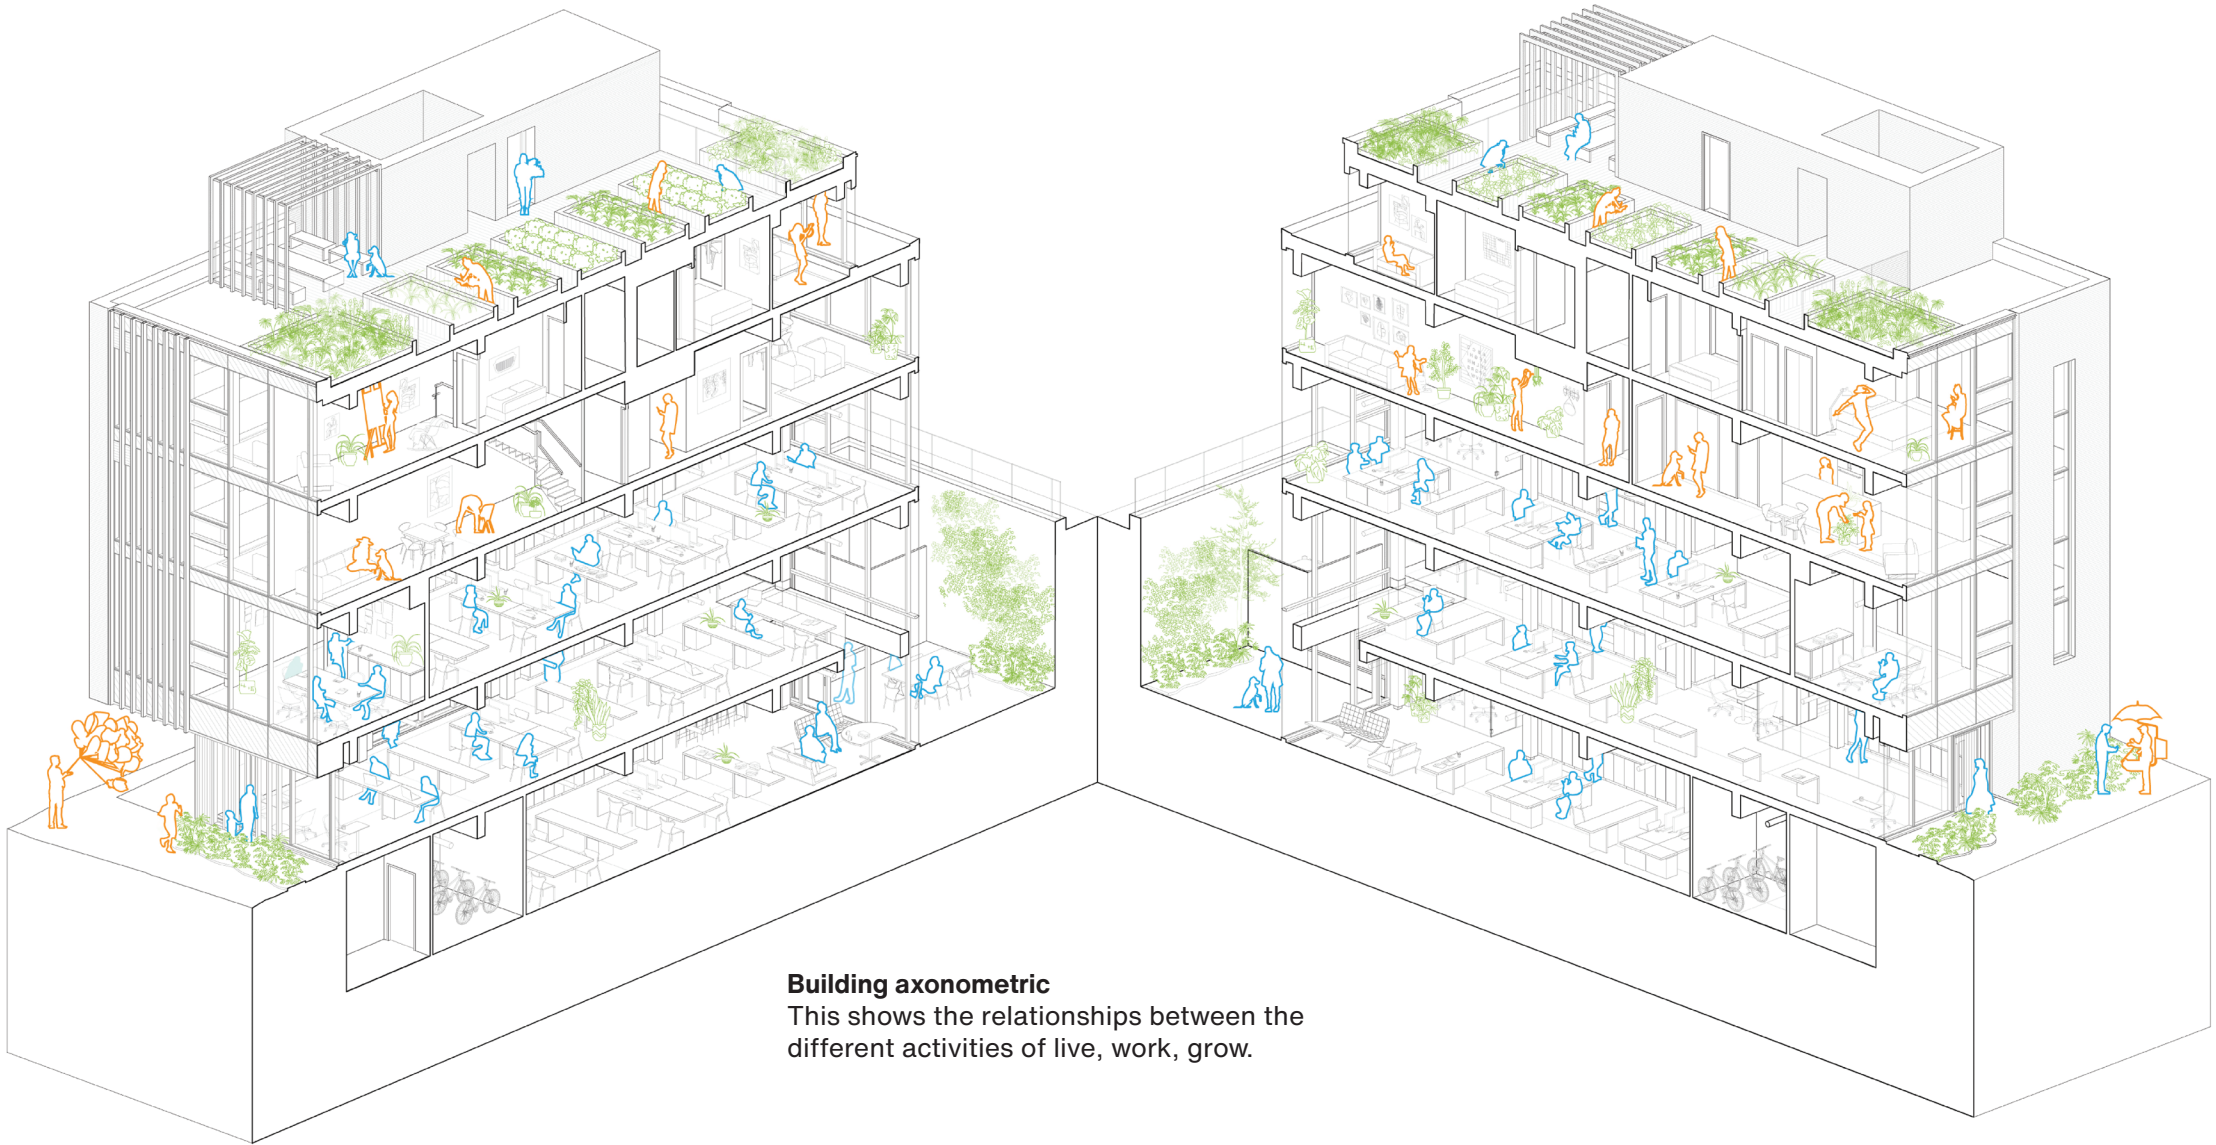 Building axonometric
This shows the relationships between the
different activities of live, work, grow.